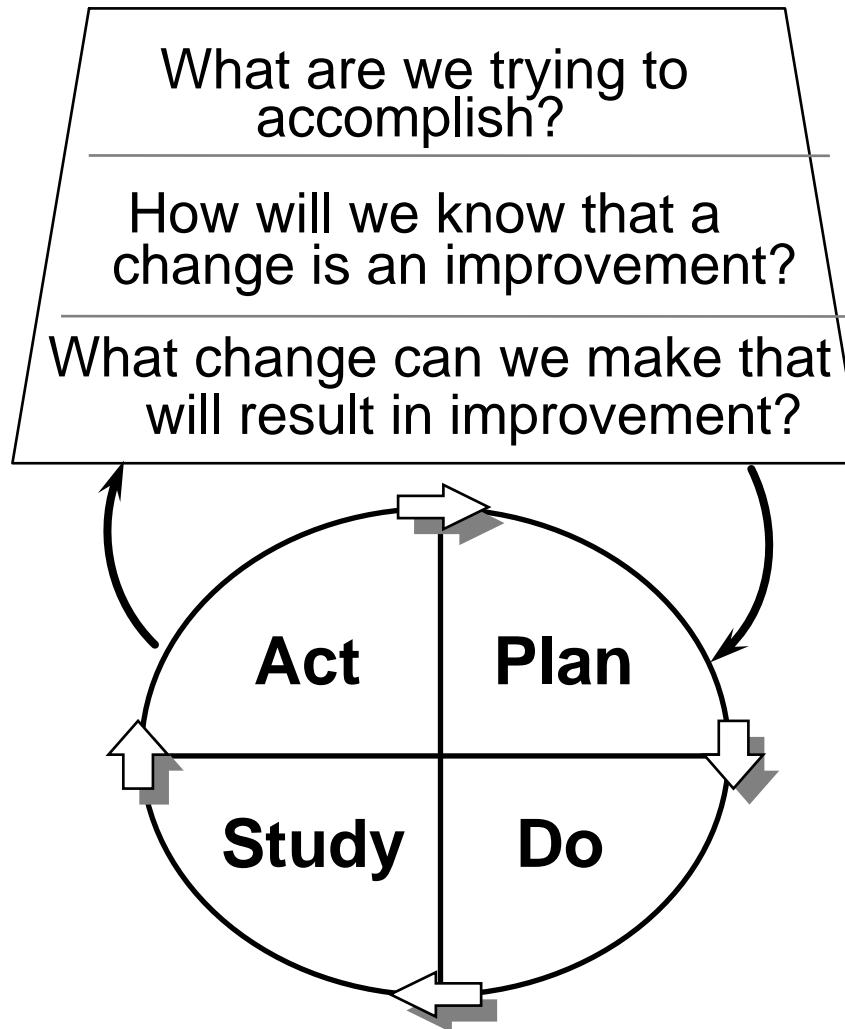 What are we trying to
accomplish?
How will we know that a
change is an improvement?
What change can we make that
will result in improvement?
Act
Plan
Study
Do